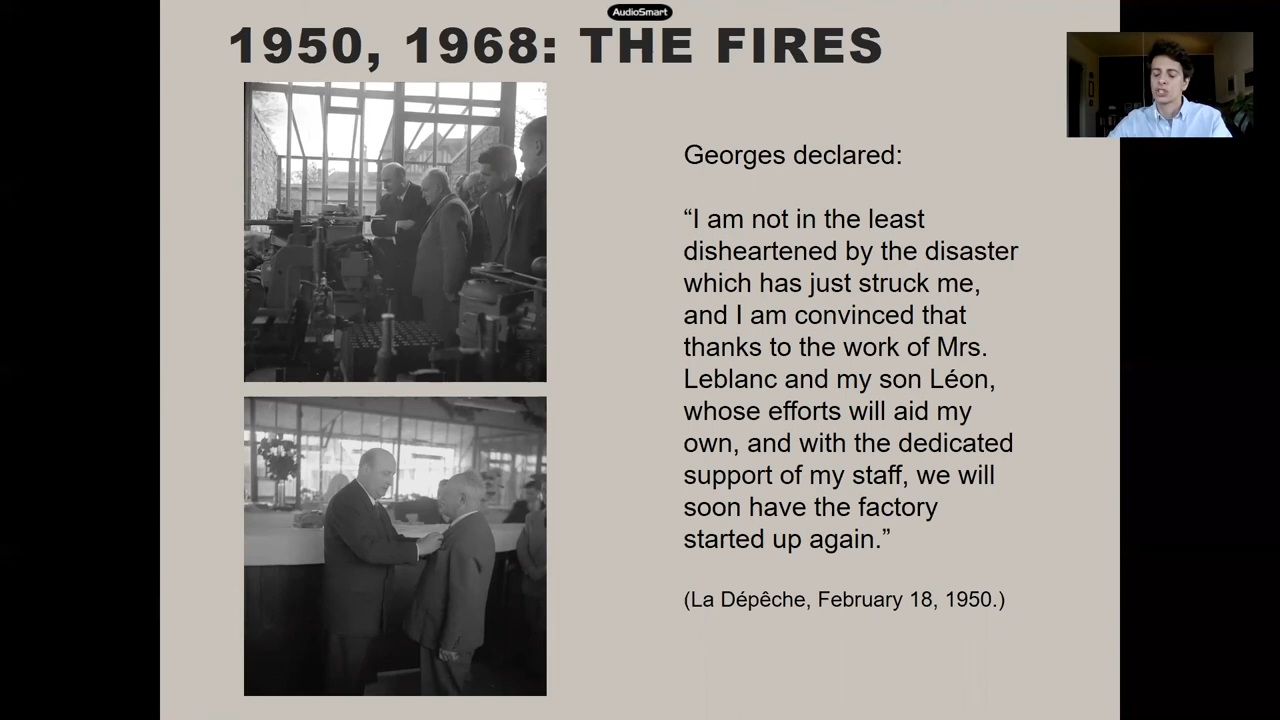 AudioSmart
1950, 1968: THE FIRES
Georges declared:
“I am not in the least
disheartened by the disaster
which has just struck me,
and I am convinced that
thanks to the work of Mrs.
Leblanc and my son Léon,
whose efforts will aid my
own, and with the dedicated
support of my staff, we will
soon have the factory
started up again.”
(La Dépêche, February 18, 1950.)